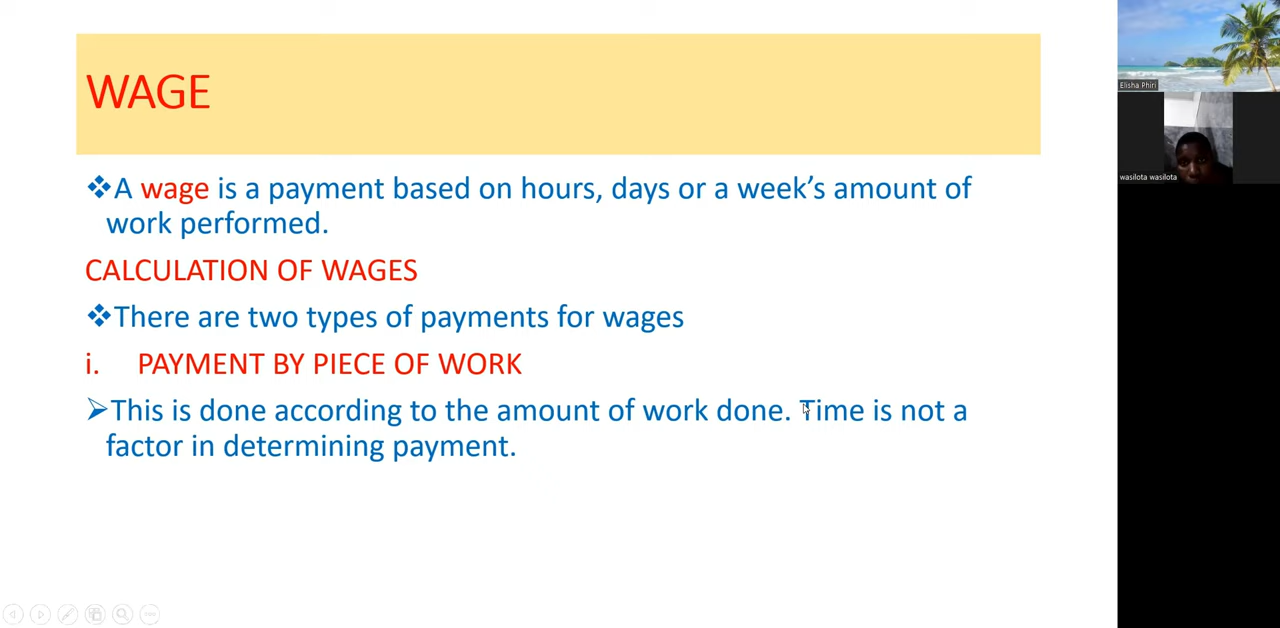 WAGE
❖A wage is a payment based on hours, days or a week’s amount of
work performed.
CALCULATION OF WAGES
❖There are two types of payments for wages
i. PAYMENT BY PIECE OF WORK
➢This is done according to the amount of work done. Time is not a
factor in determining payment.
Elisha Phiri
wasilota wasilota